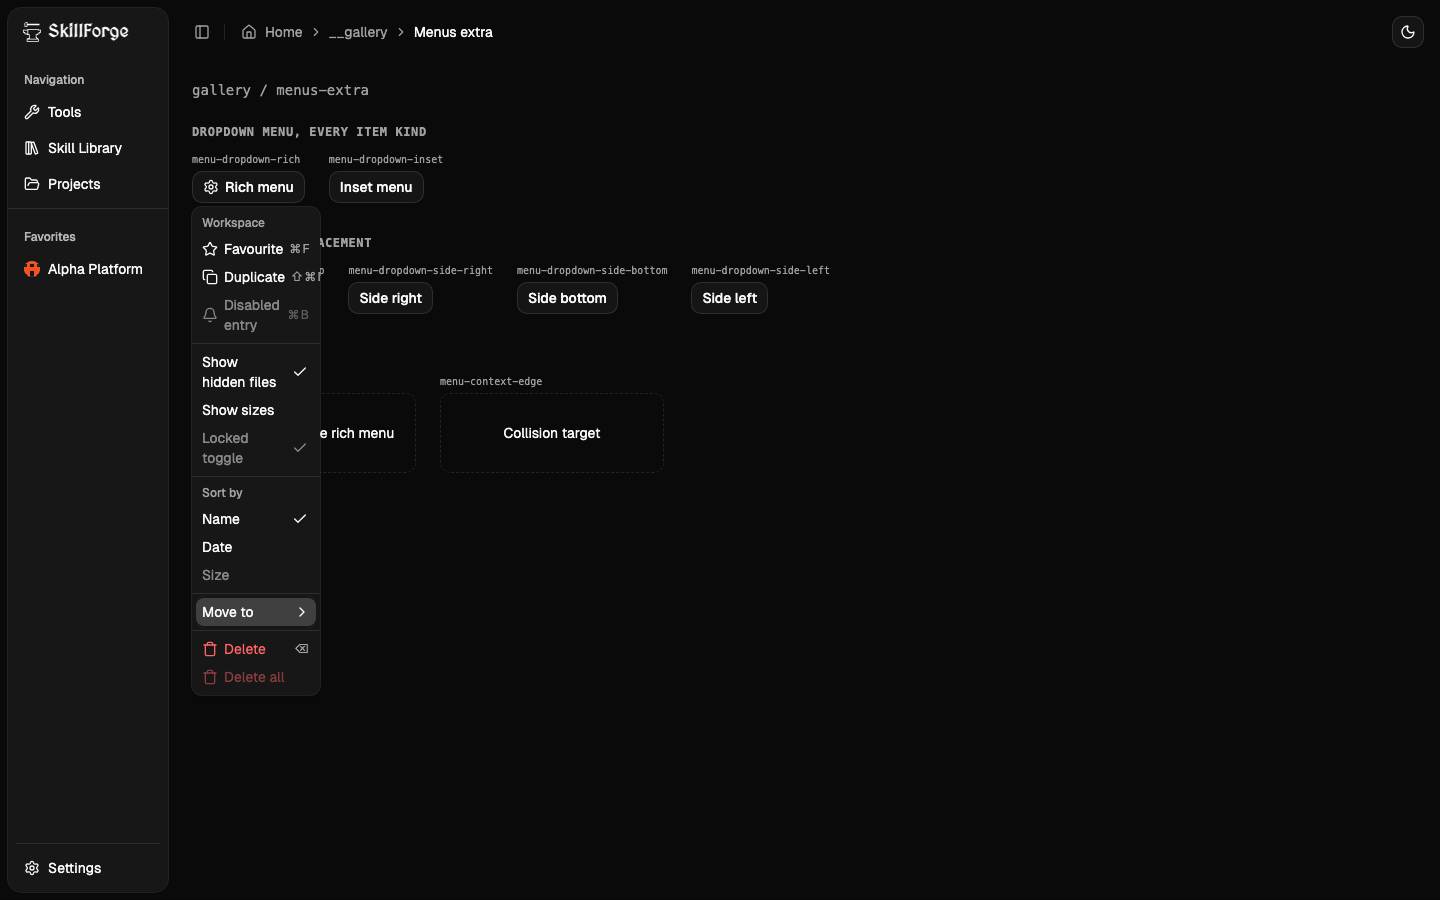 SkillForge
Home > __gallery > Menus extra
Navigation
Tools
Skill Library
Projects
Favorites
Alpha Platform
Settings
gallery / menus-extra
DROPDOWN MENU, EVERY ITEM KIND
menu-dropdown-rich
menu-dropdown-inset
Rich menu
Inset menu
Workspace
Favourite ⌘F
Duplicate ⇧⌘
Disabled
entry ⌘B
Show
hidden files
Show sizes
Locked
toggle
Sort by
Name
Date
Size
Move to
Delete ⌫
Delete all
ACEMENT
menu-dropdown-side-right
menu-dropdown-side-bottom
menu-dropdown-side-left
Side right
Side bottom
Side left
menu-context-edge
e rich menu
Collision target